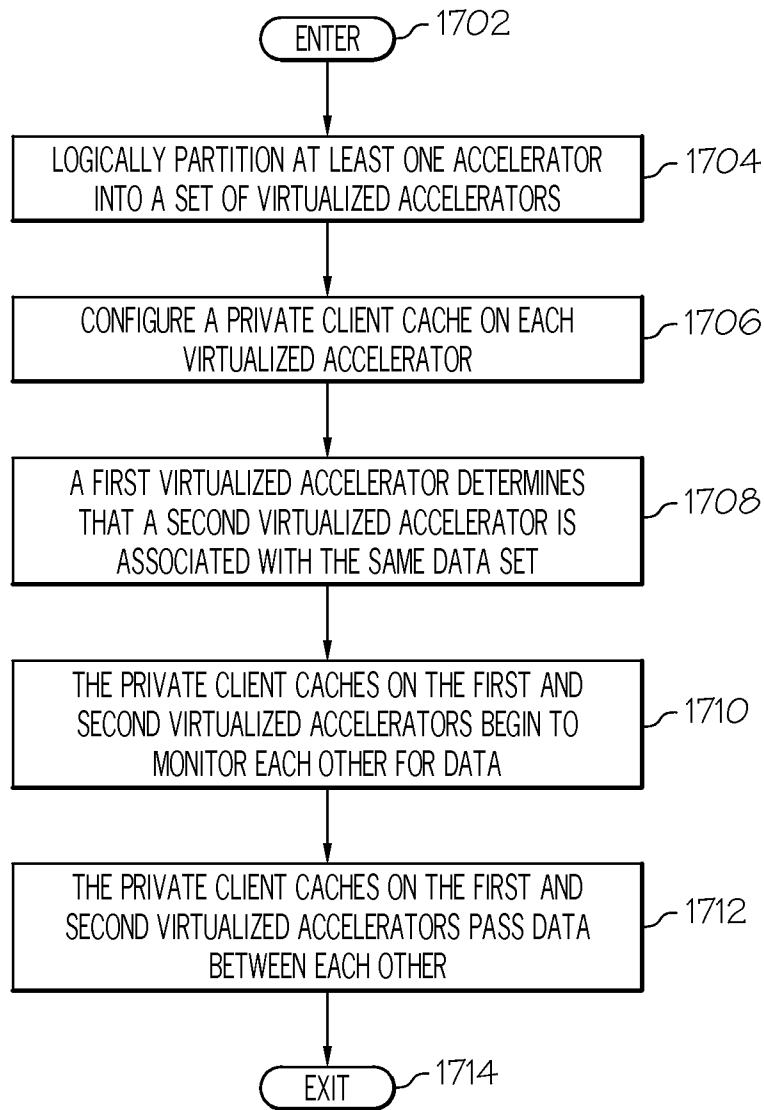 ENTER
1702
LOGICALLY PARTITION AT LEAST ONE ACCELERATOR
INTO A SET OF VIRTUALIZED ACCELERATORS
1704
CONFIGURE A PRIVATE CLIENT CACHE ON EACH
VIRTUALIZED ACCELERATOR
1706
A FIRST VIRTUALIZED ACCELERATOR DETERMINES
THAT A SECOND VIRTUALIZED ACCELERATOR IS
ASSOCIATED WITH THE SAME DATA SET
1708
THE PRIVATE CLIENT CACHES ON THE FIRST AND
SECOND VIRTUALIZED ACCELERATORS BEGIN TO
MONITOR EACH OTHER FOR DATA
1710
THE PRIVATE CLIENT CACHES ON THE FIRST AND
SECOND VIRTUALIZED ACCELERATORS PASS DATA
BETWEEN EACH OTHER
1712
EXIT
1714